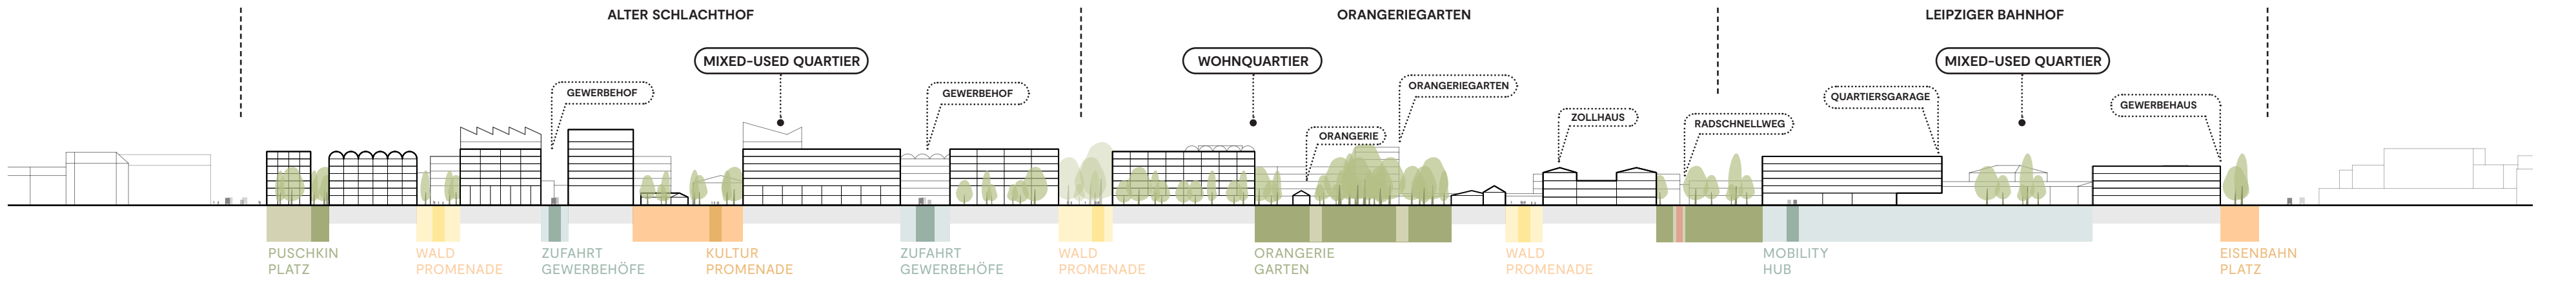 ALTER SCHLACHTHOF
ORANGERIEGARTEN
LEIPZIGER BAHNHOF
MIXED-USED QUARTIER
WOHNQUARTIER
MIXED-USED QUARTIER
GEWERBEHOF
GEWERBEHOF
ORANGERIEGARTEN
QUARTIERSGARAGE
GEWERBEHAUS
ORANGERIE
ZOLLHAUS
RADSCHNELLWEG
PUSCHKIN
PLATZ
WALD
PROMENADE
ZUFAHRT
GEWERBEHÖFE
KULTUR
PROMENADE
ZUFAHRT
GEWERBEHÖFE
WALD
PROMENADE
ORANGERIE
GARTEN
WALD
PROMENADE
MOBILITY
HUB
EISENBAHN
PLATZ